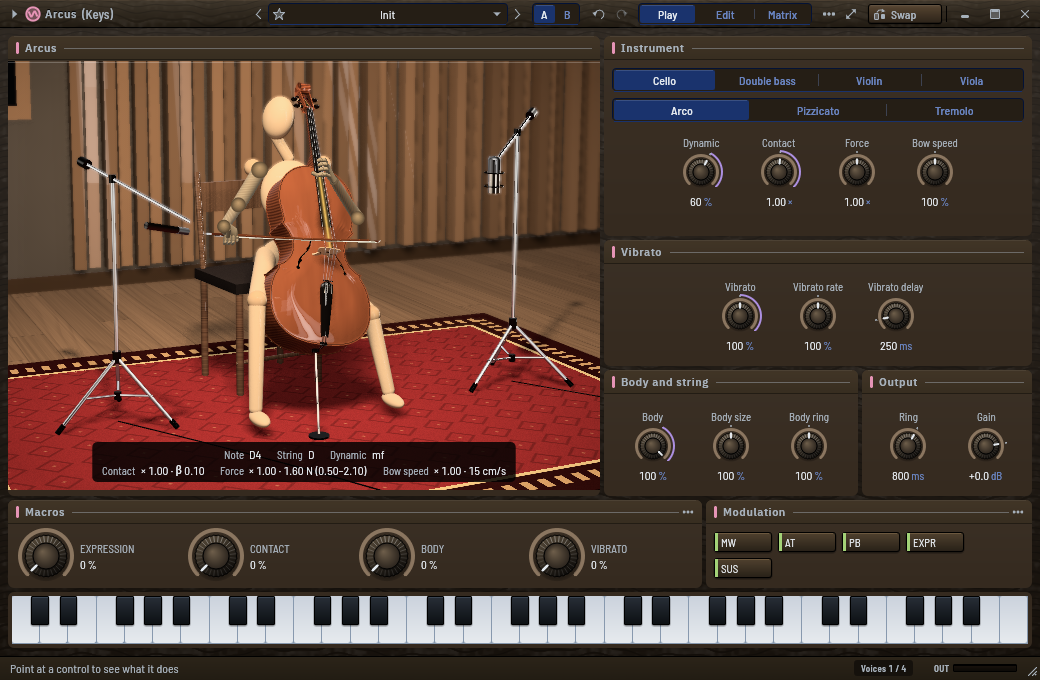 Arcus (Keys)
Init
A B
Play Edit Matrix
Swap
Arcus
Note D4 String D Dynamic mf
Contact × 1.00 · β 0.10 Force × 1.00 · 1.60 N (0.50–2.10) Bow speed × 1.00 · 15 cm/s
Instrument
Cello Double bass Violin Viola
Arco Pizzicato Tremolo
Dynamic Contact Force Bow speed
60 % 1.00 × 1.00 × 100 %
Vibrato
Vibrato Vibrato rate Vibrato delay
100 % 100 % 250 ms
Body and string
Body Body size Body ring
100 % 100 % 100 %
Output
Ring Gain
800 ms +0.0 dB
Macros
EXPRESSION CONTACT BODY VIBRATO
0 % 0 % 0 % 0 %
Modulation
MW AT PB EXPR
SUS
Point at a control to see what it does
Voices 1 / 4 OUT